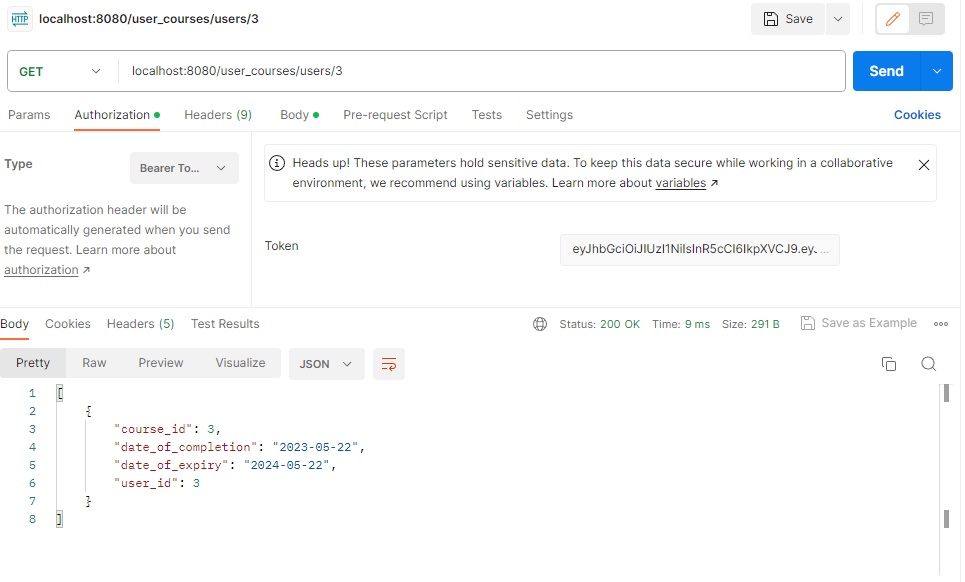 HTTP localhost:8080/user_courses/users/3 Save
GET localhost:8080/user_courses/users/3 Send
Params Authorization Headers (9) Body Pre-request Script Tests Settings Cookies
Type Bearer To...
The authorization header will be
automatically generated when you send
the request. Learn more about
authorization ↗
Heads up! These parameters hold sensitive data. To keep this data secure while working in a collaborative
environment, we recommend using variables. Learn more about variables ↗
Token eyJhbGciOiJIUzI1NiIsInR5cCI6IkpXVCJ9.ey...
Body Cookies Headers (5) Test Results Status: 200 OK Time: 9 ms Size: 291 B Save as Example
Pretty Raw Preview Visualize JSON
1 [
2 {
3 "course_id": 3,
4 "date_of_completion": "2023-05-22",
5 "date_of_expiry": "2024-05-22",
6 "user_id": 3
7 }
8 ]